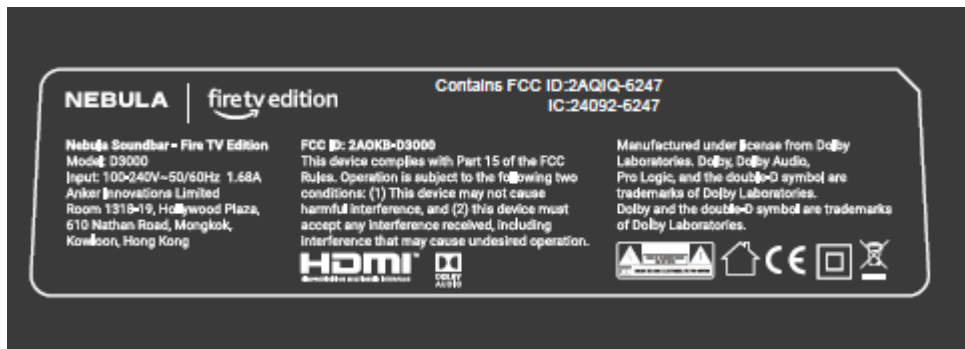 NEBULA
firetv edition
Contains FCC ID:2AQIQ-6247
IC:24092-6247
Nebula Soundbar - Fire TV Edition
Model: D3000
Input: 100-240V~50/60Hz 1.68A
Anker Innovations Limited
Room 1318-19, Hollywood Plaza,
610 Nathan Road, Mongkok,
Kowloon, Hong Kong
FCC ID: 2AOKB-D3000
This device complies with Part 15 of the FCC
Rules. Operation is subject to the following two
conditions: (1) This device may not cause
harmful interference, and (2) this device must
accept any interference received, including
interference that may cause undesired operation.
HDMI
DOLBY
AUDIO
Manufactured under license from Dolby
Laboratories. Dolby, Dolby Audio,
Pro Logic, and the double-D symbol are
trademarks of Dolby Laboratories.
Dolby and the double-D symbol are trademarks
of Dolby Laboratories.
CE